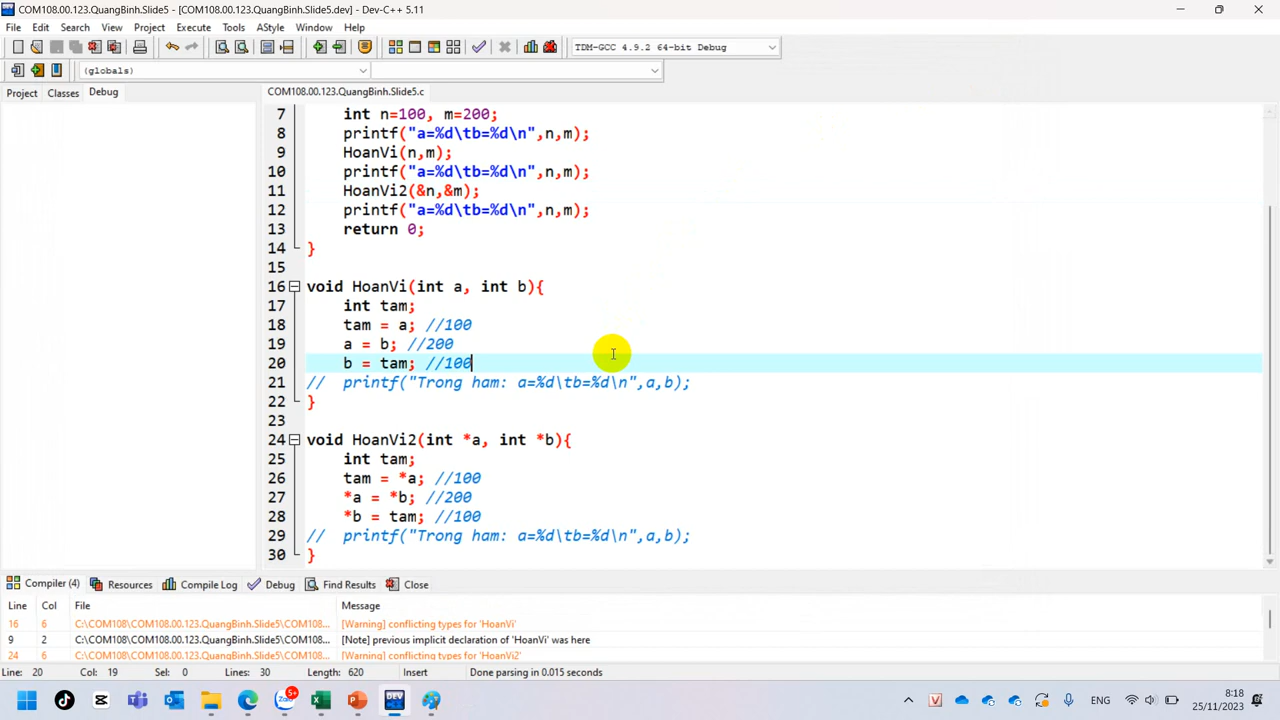 COM108.00.123.QuangBinh.Slide5 - [COM108.00.123.QuangBinh.Slide5.dev] - Dev-C++ 5.11
File Edit Search View Project Execute Tools AStyle Window Help
TDM-GCC 4.9.2 64-bit Debug
(globals)
Project Classes Debug COM108.00.123.QuangBinh.Slide5.c
7 int n=100, m=200;
8 printf("a=%d\tb=%d\n",n,m);
9 HoanVi(n,m);
10 printf("a=%d\tb=%d\n",n,m);
11 HoanVi2(&n,&m);
12 printf("a=%d\tb=%d\n",n,m);
13 return 0;
14 }
15
16 void HoanVi(int a, int b){
17 int tam;
18 tam = a; //100
19 a = b; //200
20 b = tam; //100
21 // printf("Trong ham: a=%d\tb=%d\n",a,b);
22 }
23
24 void HoanVi2(int *a, int *b){
25 int tam;
26 tam = *a; //100
27 *a = *b; //200
28 *b = tam; //100
29 // printf("Trong ham: a=%d\tb=%d\n",a,b);
30 }
Compiler (4) Resources Compile Log Debug Find Results Close
Line Col File Message
16 6 C:\COM108\COM108.00.123.QuangBinh.Slide5\COM108... [Warning] conflicting types for 'HoanVi'
9 2 C:\COM108\COM108.00.123.QuangBinh.Slide5\COM108... [Note] previous implicit declaration of 'HoanVi' was here
24 6 C:\COM108\COM108.00.123.QuangBinh.Slide5\COM108... [Warning] conflicting types for 'HoanVi2'
Line: 20 Col: 19 Sel: 0 Lines: 30 Length: 620 Insert Done parsing in 0.015 seconds
5+
DEV
ENG
8:18
25/11/2023